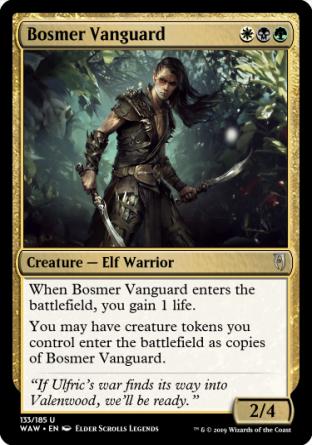 Bosmer Vanguard
Creature — Elf Warrior
When Bosmer Vanguard enters the
battlefield, you gain 1 life.
You may have creature tokens you
control enter the battlefield as copies
of Bosmer Vanguard.
“If Ulfric's war finds its way into
Valenwood, we'll be ready.”
2/4
133/185 U
WAW • EN Elder Scrolls Legends
™ & © 2019 Wizards of the Coast